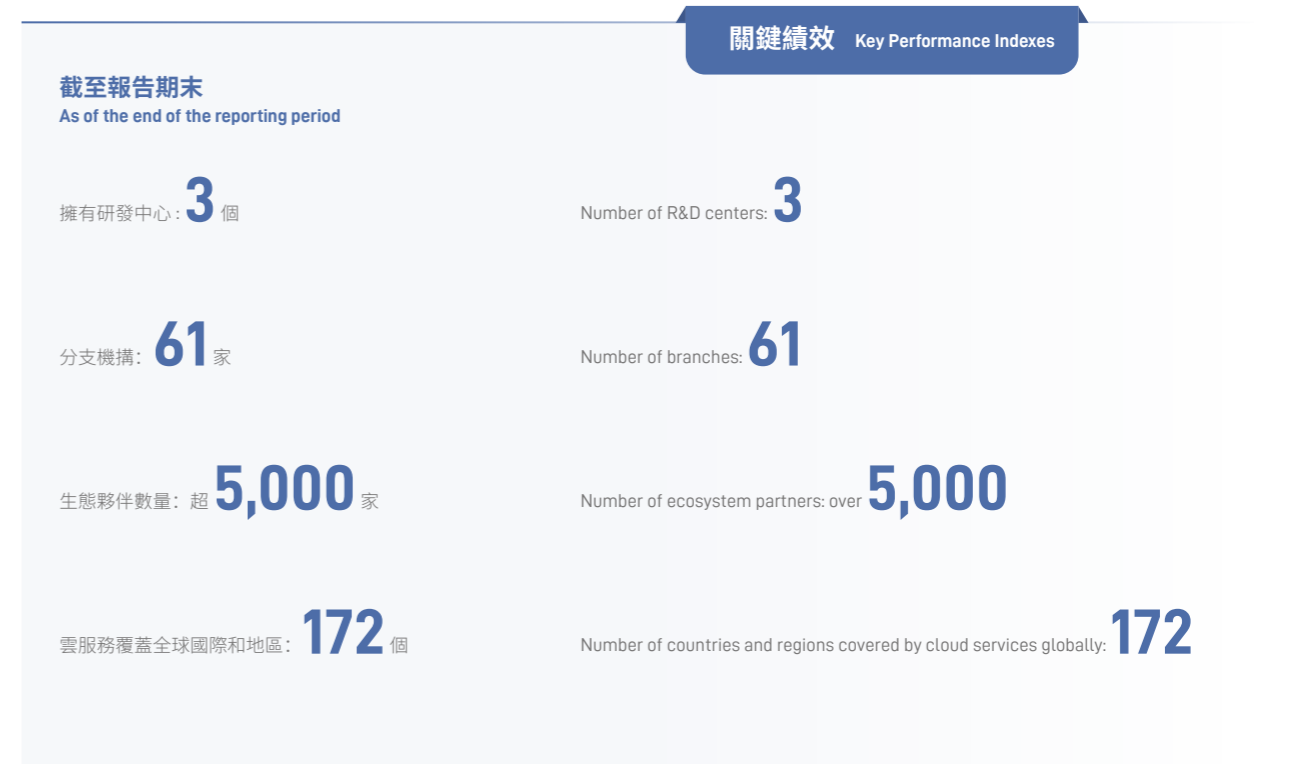 關鍵績效 Key Performance Indexes
截至報告期末
As of the end of the reporting period
擁有研發中心 : 3 個
Number of R&D centers: 3
分支機搆： 61 家
Number of branches: 61
生態夥伴數量：超 5,000 家
Number of ecosystem partners: over 5,000
雲服務覆蓋全球國際和地區： 172 個
Number of countries and regions covered by cloud services globally: 172